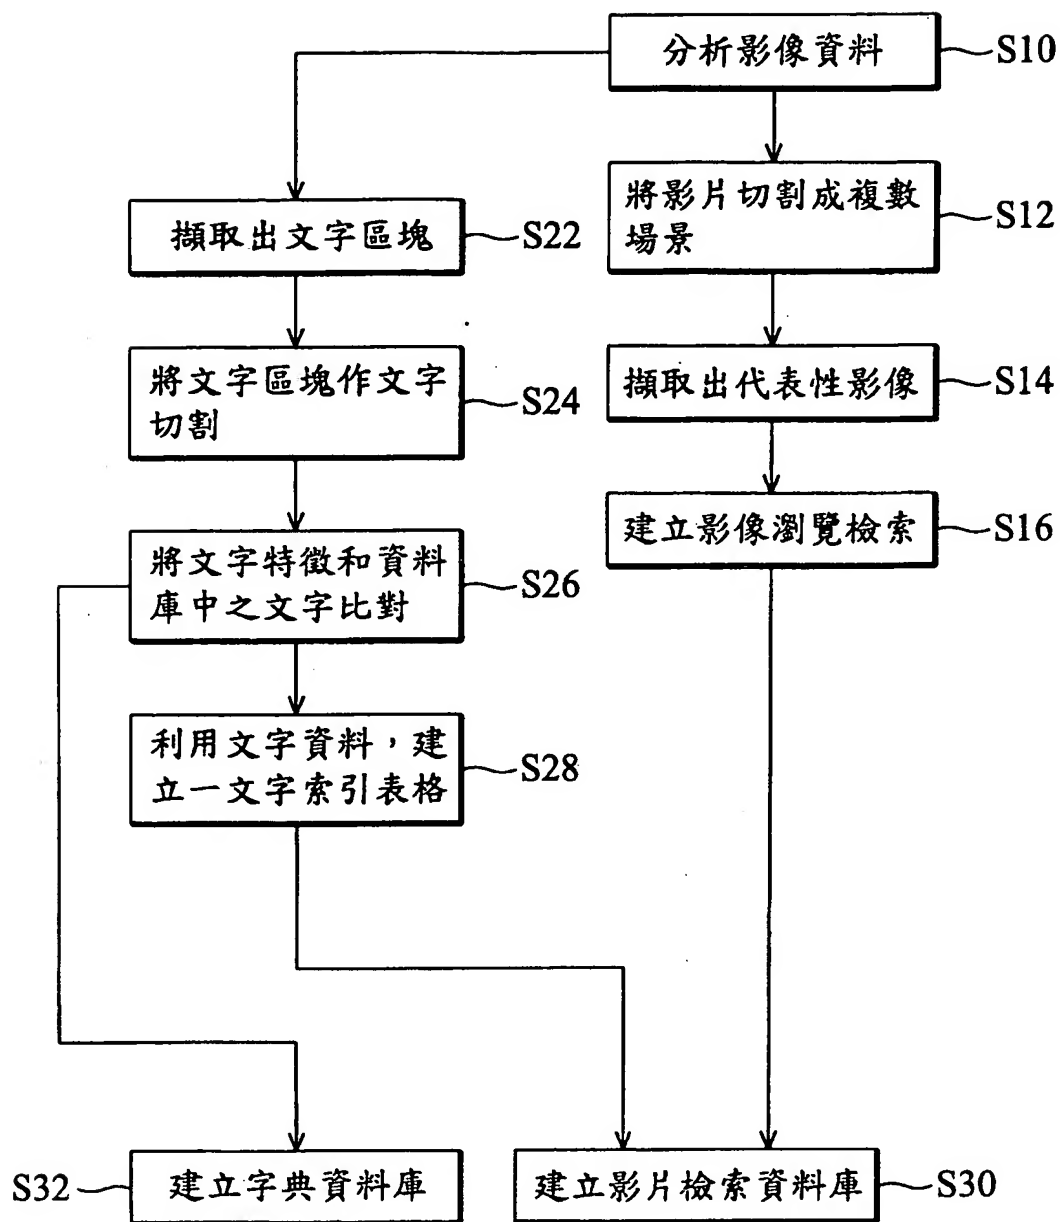 分析影像資料
S10
將影片切割成複數
場景
S12
擷取出文字區塊
S22
將文字區塊作文字
切割
S24
擷取出代表性影像
S14
建立影像瀏覽檢索
S16
將文字特徵和資料
庫中之文字比對
S26
利用文字資料，建
立一文字索引表格
S28
S32
建立字典資料庫
建立影片檢索資料庫
S30